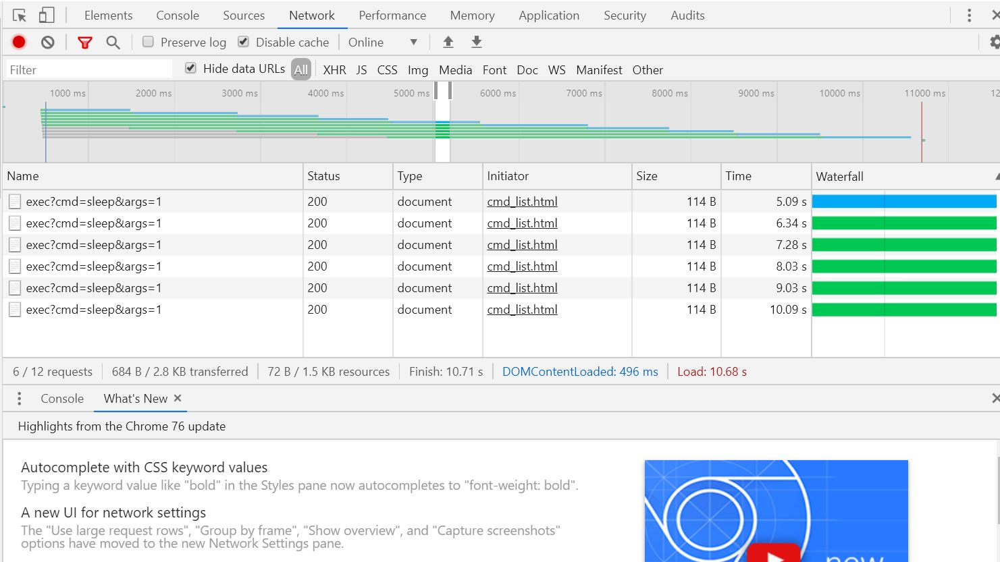 Elements Console Sources Network Performance Memory Application Security Audits
Preserve log Disable cache Online
Filter Hide data URLs All XHR JS CSS Img Media Font Doc WS Manifest Other
1000 ms 2000 ms 3000 ms 4000 ms 5000 ms 6000 ms 7000 ms 8000 ms 9000 ms 10000 ms 11000 ms 12
Name Status Type Initiator Size Time Waterfall
exec?cmd=sleep&args=1 200 document cmd_list.html 114 B 5.09 s
exec?cmd=sleep&args=1 200 document cmd_list.html 114 B 6.34 s
exec?cmd=sleep&args=1 200 document cmd_list.html 114 B 7.28 s
exec?cmd=sleep&args=1 200 document cmd_list.html 114 B 8.03 s
exec?cmd=sleep&args=1 200 document cmd_list.html 114 B 9.03 s
exec?cmd=sleep&args=1 200 document cmd_list.html 114 B 10.09 s
6 / 12 requests 684 B / 2.8 KB transferred 72 B / 1.5 KB resources Finish: 10.71 s DOMContentLoaded: 496 ms Load: 10.68 s
Console What's New
Highlights from the Chrome 76 update
Autocomplete with CSS keyword values
Typing a keyword value like "bold" in the Styles pane now autocompletes to "font-weight: bold".
A new UI for network settings
The "Use large request rows", "Group by frame", "Show overview", and "Capture screenshots"
options have moved to the new Network Settings pane.
new